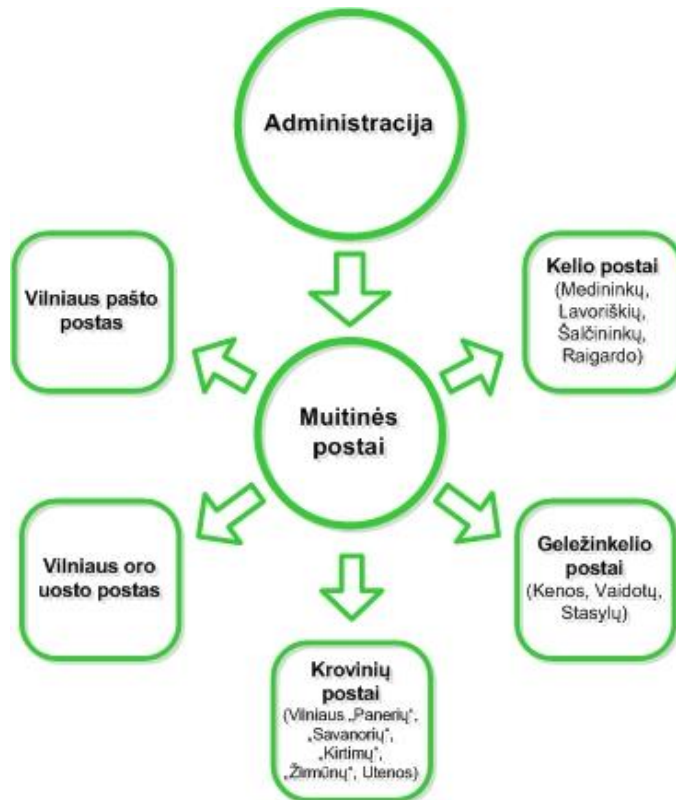 Administracija
Vilniaus pašto
postas
Kelio postai
(Medininkų,
Lavoriškių,
Šalčininkų,
Raigardo)
Muitinės
postai
Vilniaus oro
uosto postas
Geležinkelio
postai
(Kenos, Vaidotų,
Stasylų)
Krovinių
postai
(Vilniaus „Panerių“,
„Savanorių“,
„Kirtimų“,
„Žirmūnų“, Utenos)